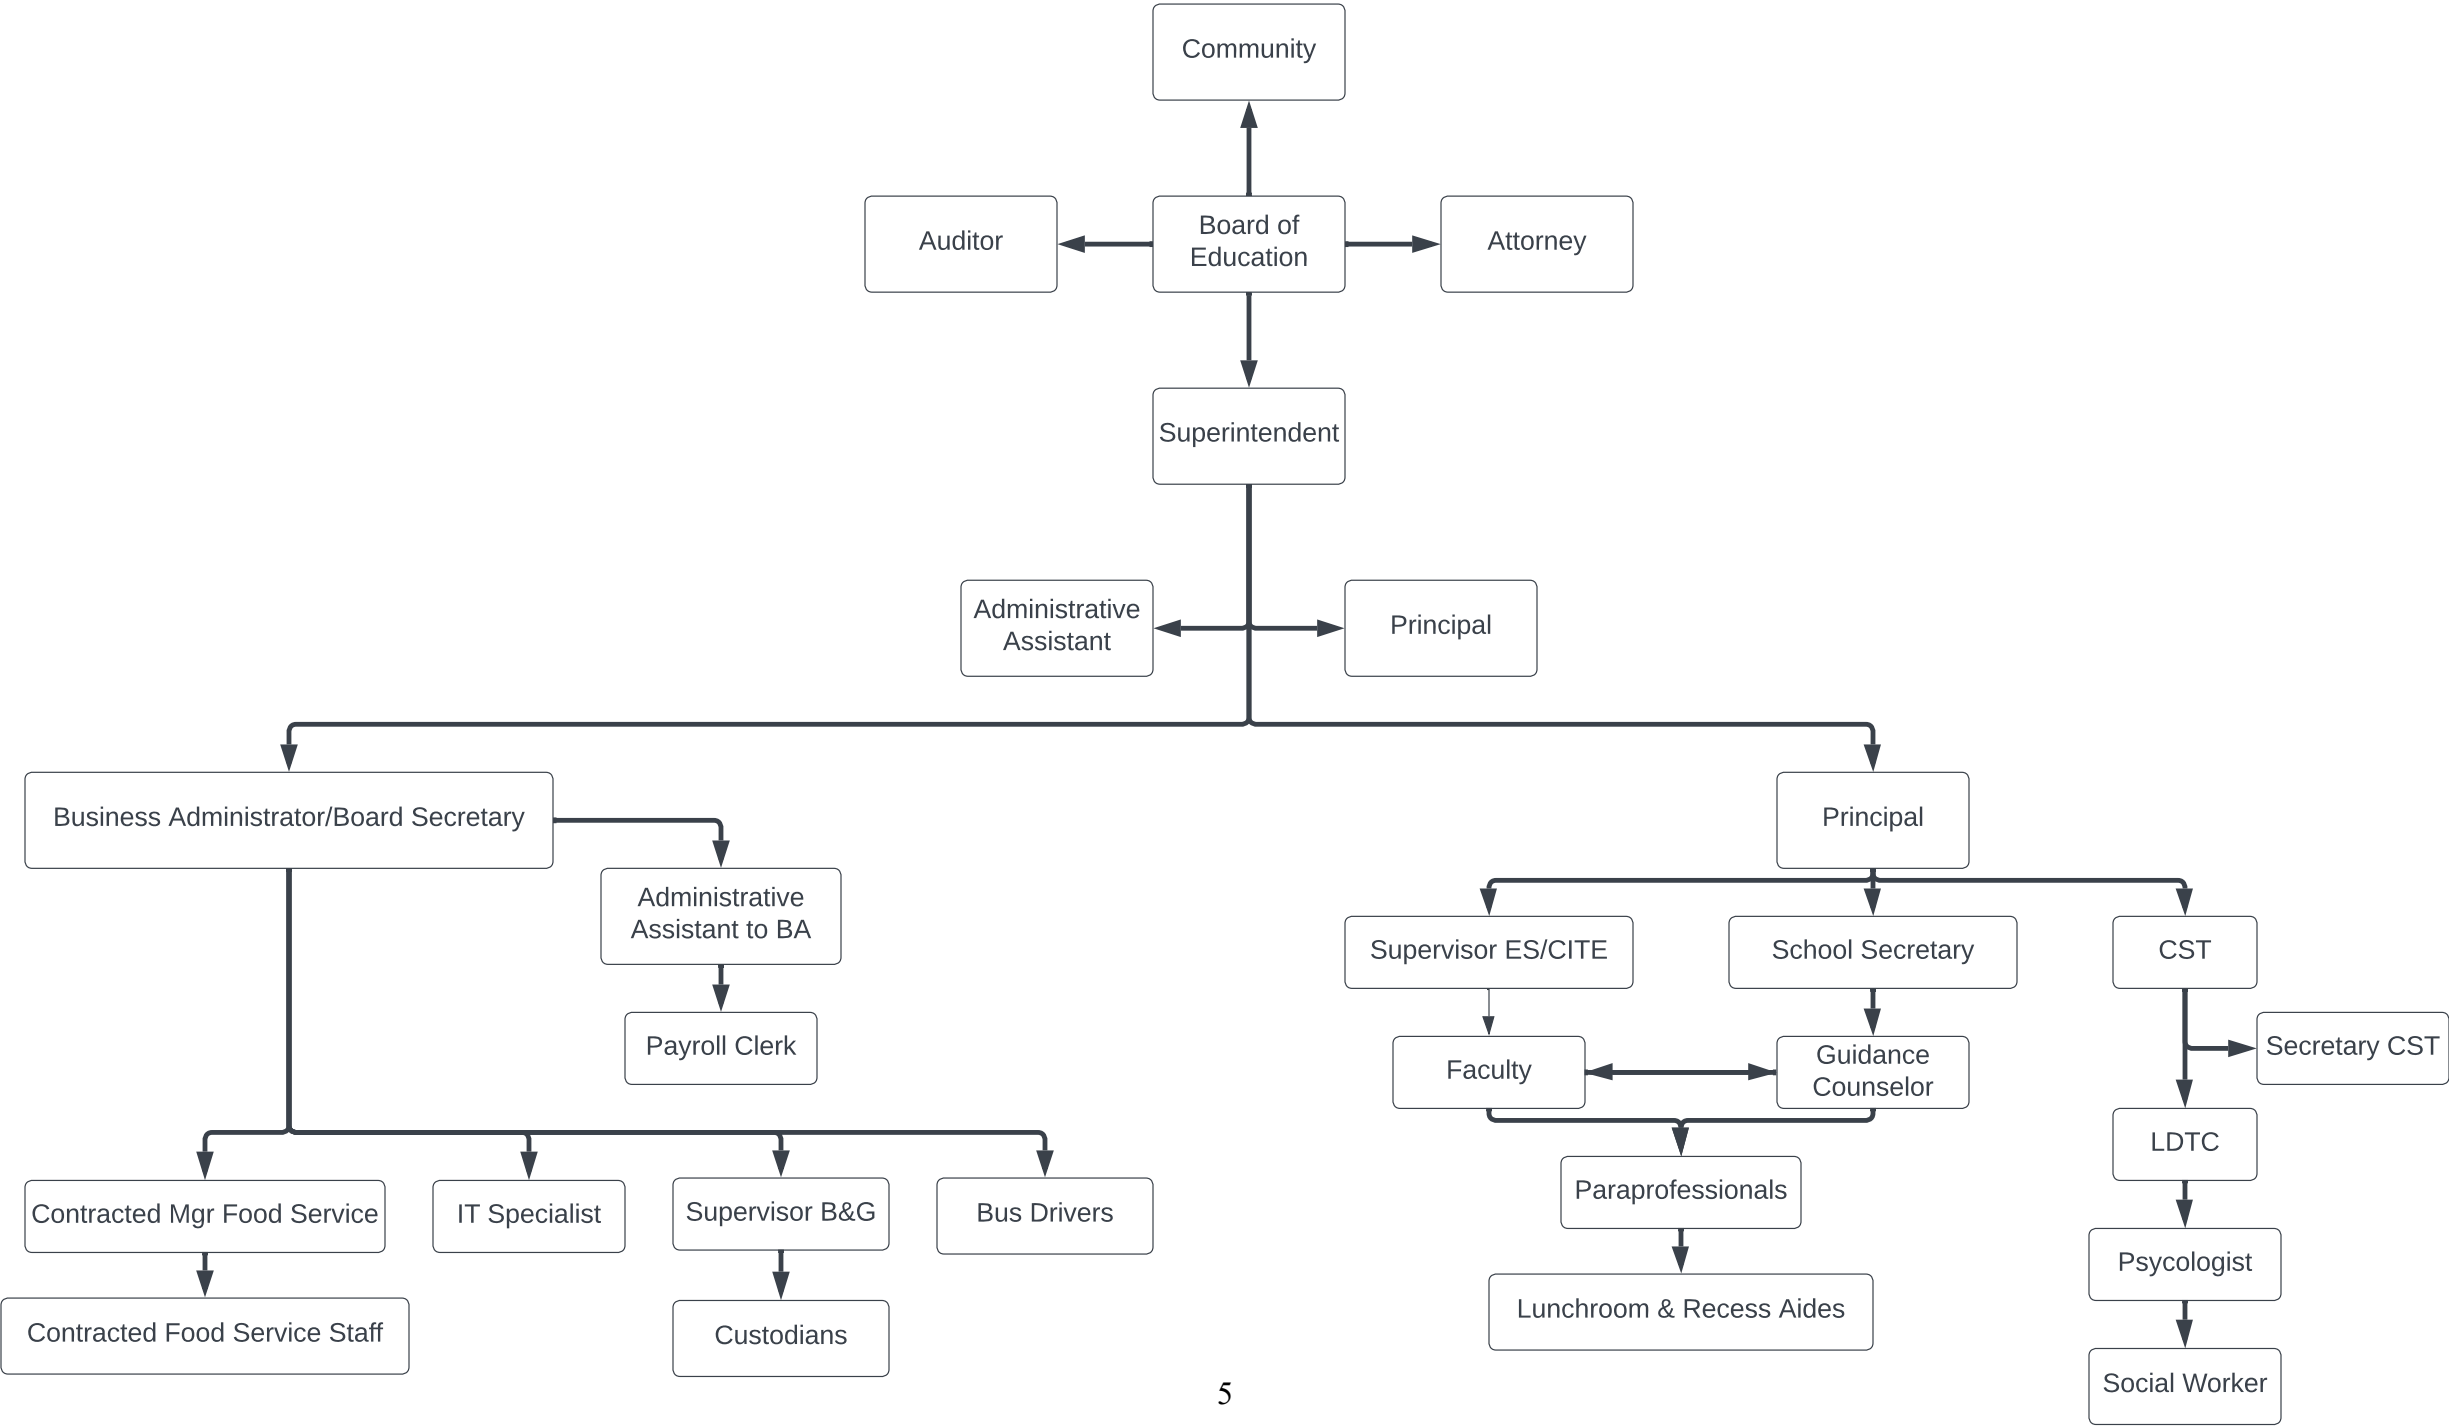 Community
Auditor
Board of
Education
Attorney
Superintendent
Administrative
Assistant
Principal
Business Administrator/Board Secretary
Principal
Administrative
Assistant to BA
Supervisor ES/CITE
School Secretary
CST
Payroll Clerk
Faculty
Guidance
Counselor
Secretary CST
LDTC
Contracted Mgr Food Service
IT Specialist
Supervisor B&G
Bus Drivers
Paraprofessionals
Psycologist
Contracted Food Service Staff
Custodians
Lunchroom & Recess Aides
Social Worker
5